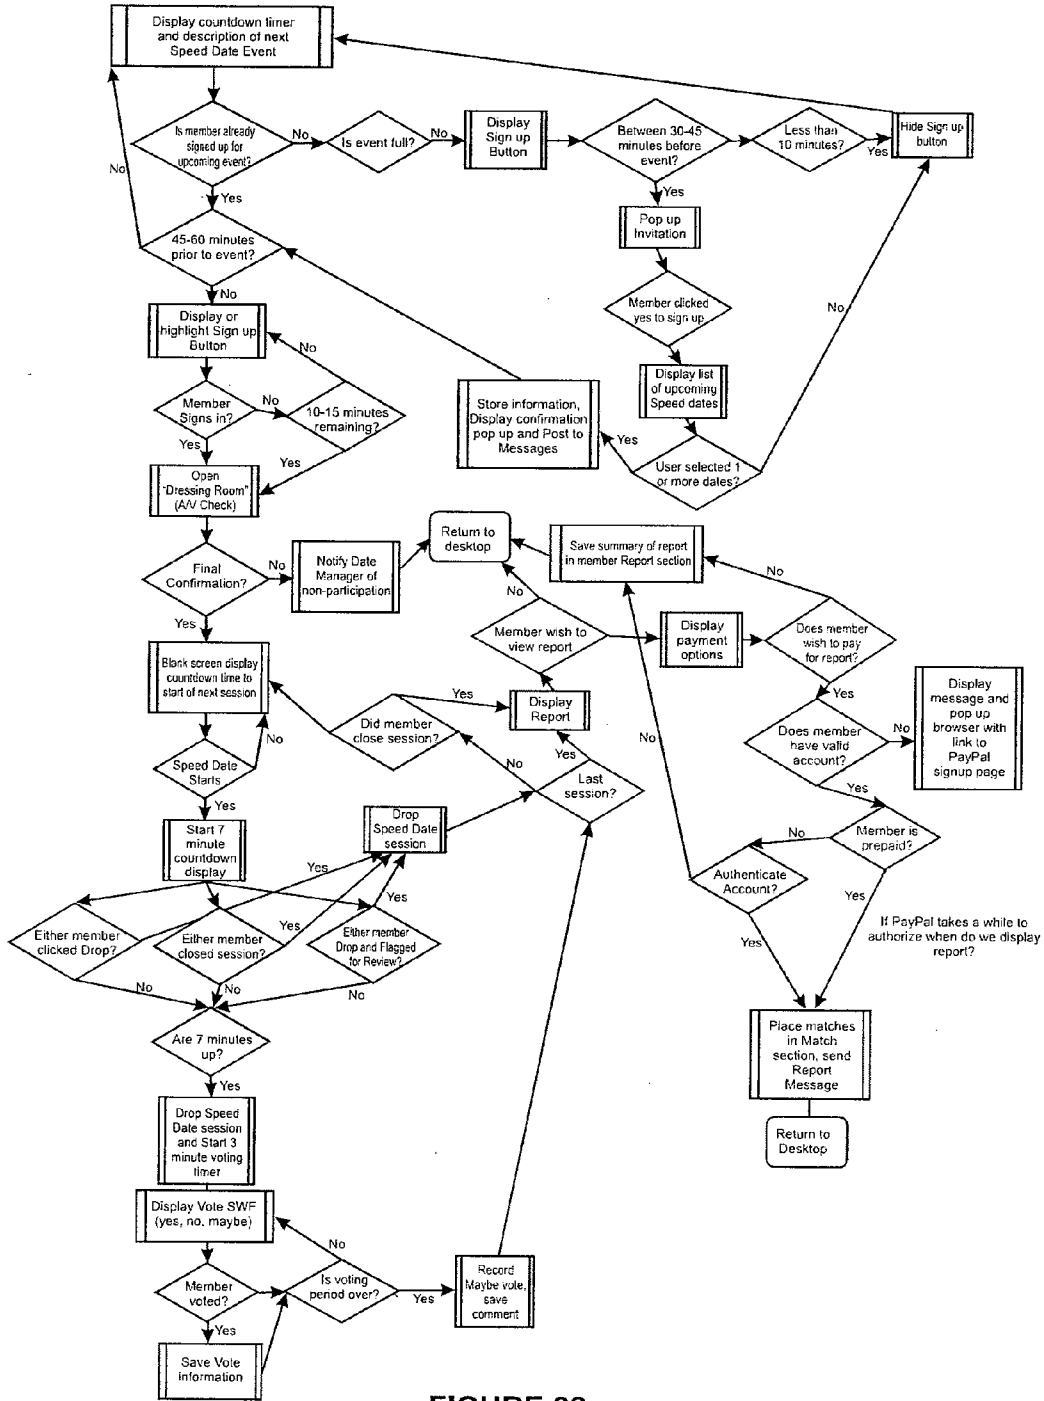 Display countdown timer
and description of next
Speed Date Event
Is member already
signed up for
upcoming event?
No
Is event full?
No
Display
Sign up
Button
Between 30-45
minutes before
event?
Less than
10 minutes?
Yes
Hide Sign up
button
No
Yes
Yes
45-60 minutes
prior to event?
Pop up
Invitation
No
Member clicked
yes to sign up
No
Display or
highlight Sign up
Button
No
Display list
of upcoming
Speed dates
Member
Signs in?
No
10-15 minutes
remaining?
Store information,
Display confirmation
pop up and Post to
Messages
Yes
User selected 1
or more dates?
Yes
Yes
Open
"Dressing Room"
(A/V Check)
Return to
desktop
Save summary of report
in member Report section
No
Final
Confirmation?
No
Notify Date
Manager of
non-participation
No
Yes
Member wish to
view report
Display
payment
options
Does member
wish to pay
for report?
Blank screen display
countdown time to
start of next session
Yes
Display
Report
Yes
Display
message and
pop up
browser with
link to
PayPal
signup page
Did member
close session?
No
No
Does member
have valid
account?
No
Speed Date
Starts
Yes
No
Last
session?
Yes
Yes
Drop
Speed Date
session
Start 7
minute
countdown
display
No
Member is
prepaid?
Yes
Yes
Authenticate
Account?
Yes
Yes
Either member
clicked Drop?
Either member
closed session?
Either member
Drop and Flagged
for Review?
Yes
If PayPal takes a while to
authorize when do we display
report?
No
No
No
Are 7 minutes
up?
Place matches
in Match
section, send
Report
Message
Yes
Drop Speed
Date session
and Start 3
minute voting
timer
Return to
Desktop
Display Vote SWF
(yes, no, maybe)
No
Member
voted?
Is voting
period over?
Yes
Record
Maybe vote,
save
comment
Yes
Save Vote
information